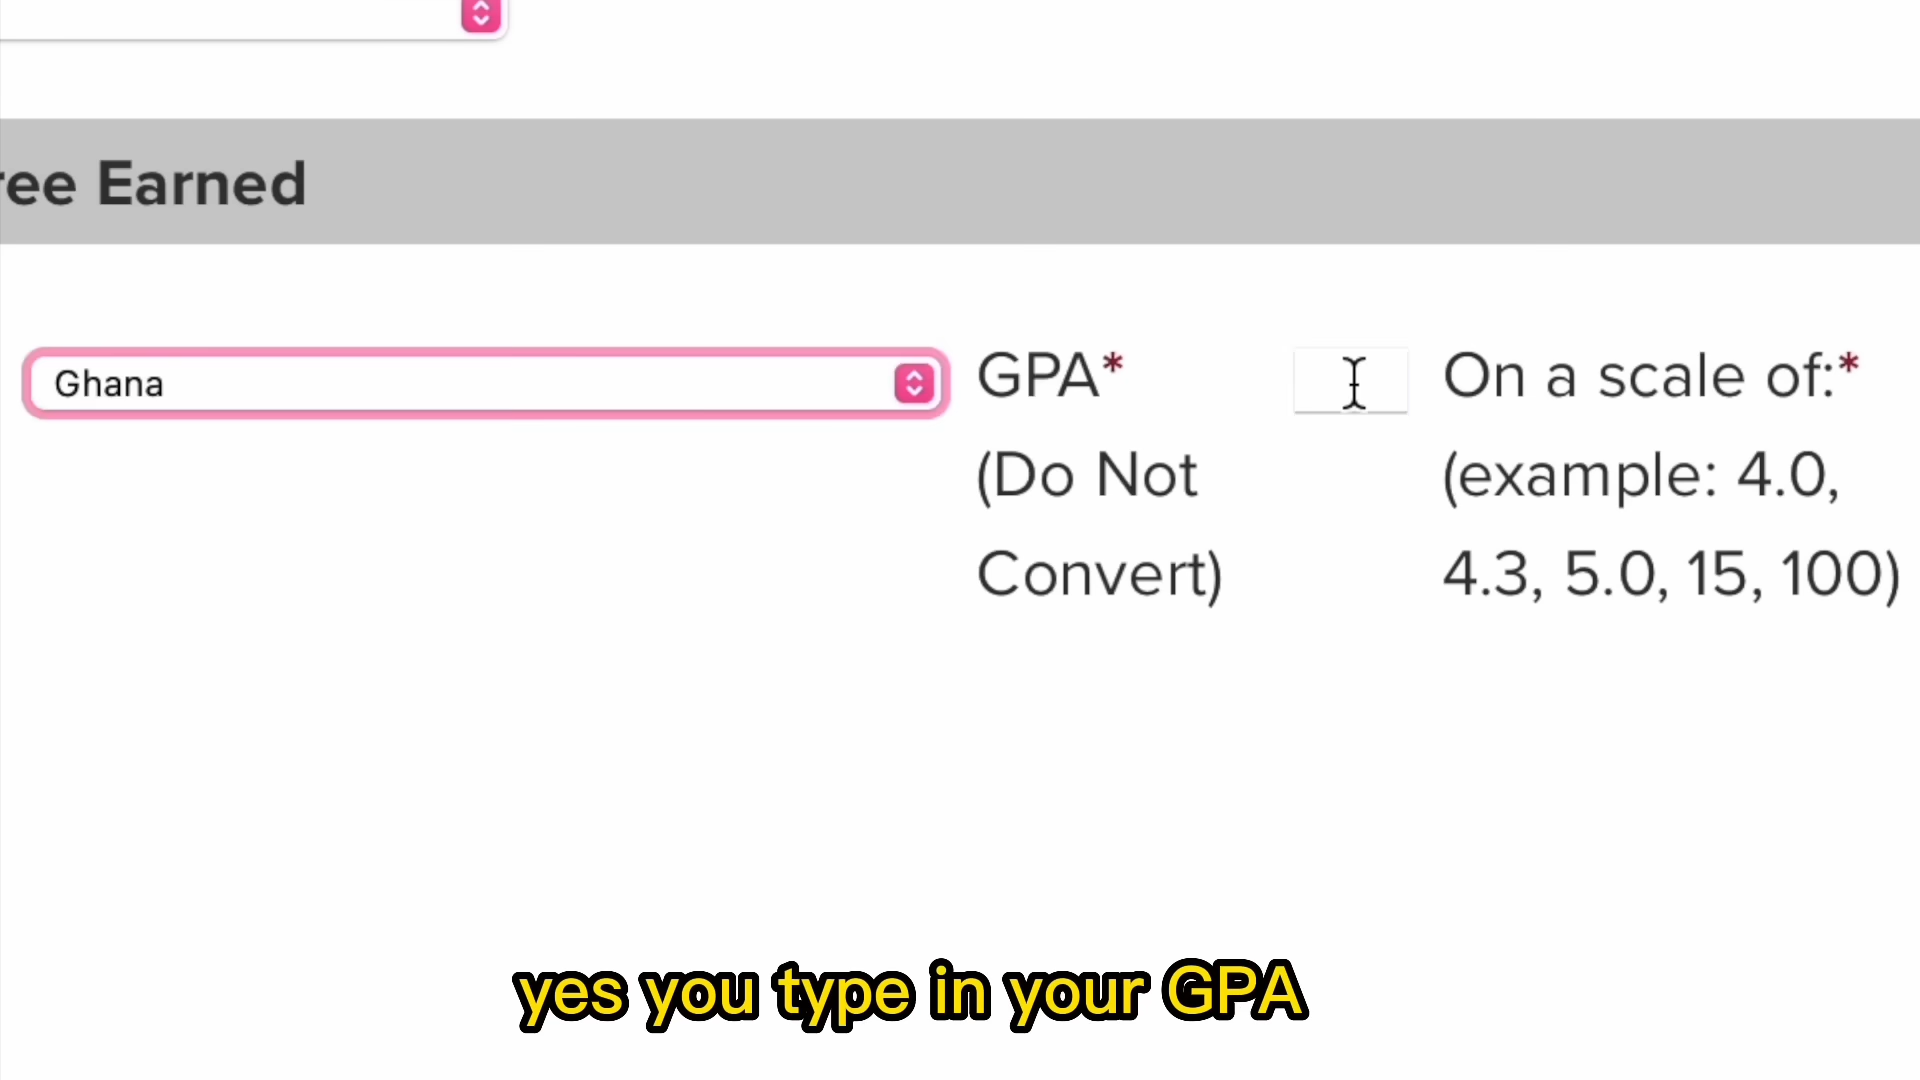 ree Earned
Ghana
GPA*
(Do Not
Convert)
On a scale of:*
(example: 4.0,
4.3, 5.0, 15, 100)
yes you type in your GPA